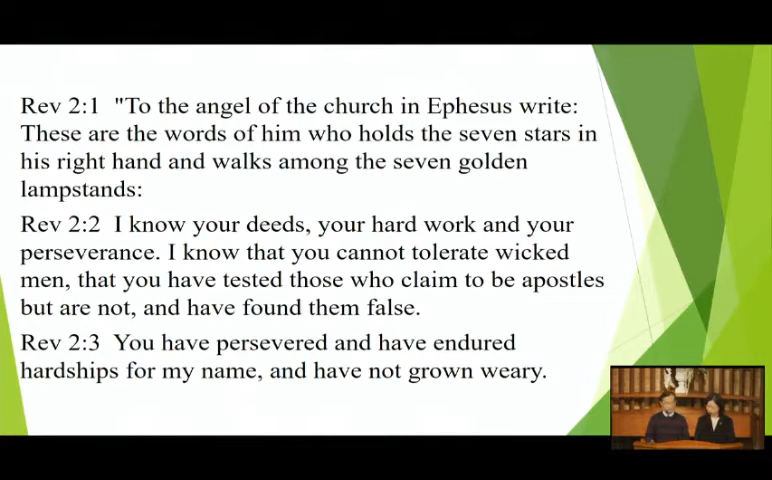 Rev 2:1 "To the angel of the church in Ephesus write:
These are the words of him who holds the seven stars in
his right hand and walks among the seven golden
lampstands:
Rev 2:2 I know your deeds, your hard work and your
perseverance. I know that you cannot tolerate wicked
men, that you have tested those who claim to be apostles
but are not, and have found them false.
Rev 2:3 You have persevered and have endured
hardships for my name, and have not grown weary.